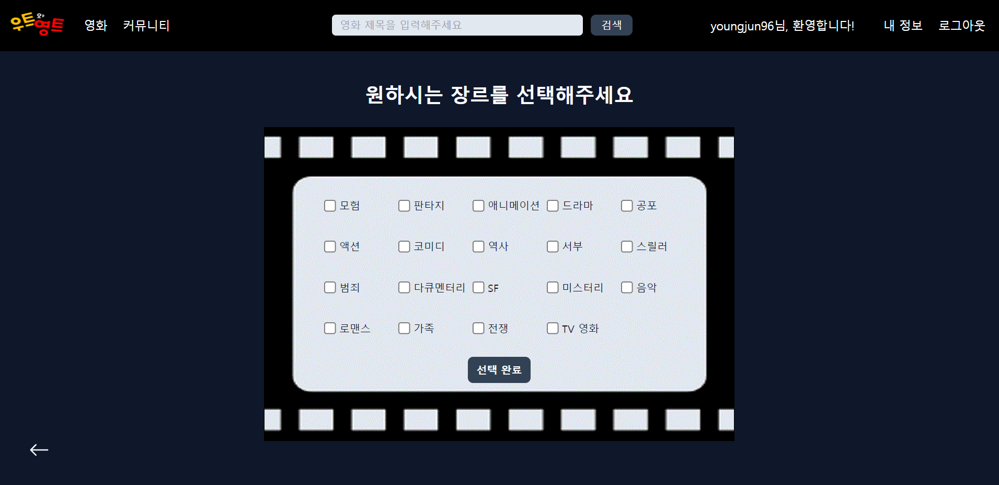 우트와영트 영화 커뮤니티 영화 제목을 입력해주세요 검색 youngjun96님, 환영합니다! 내 정보 로그아웃
원하시는 장르를 선택해주세요
모험 판타지 애니메이션 드라마 공포
액션 코미디 역사 서부 스릴러
범죄 다큐멘터리 SF 미스터리 음악
로맨스 가족 전쟁 TV 영화
선택 완료